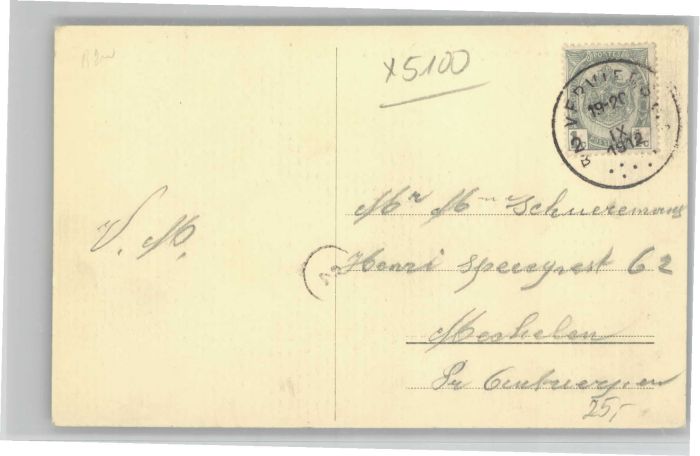 x5100
VERVIERS
19-20
IX
1912
V. M.
Mr Mme Schueremans
Henri Speecqvest 62
Mechelen
Pr Antwerpen
25,-